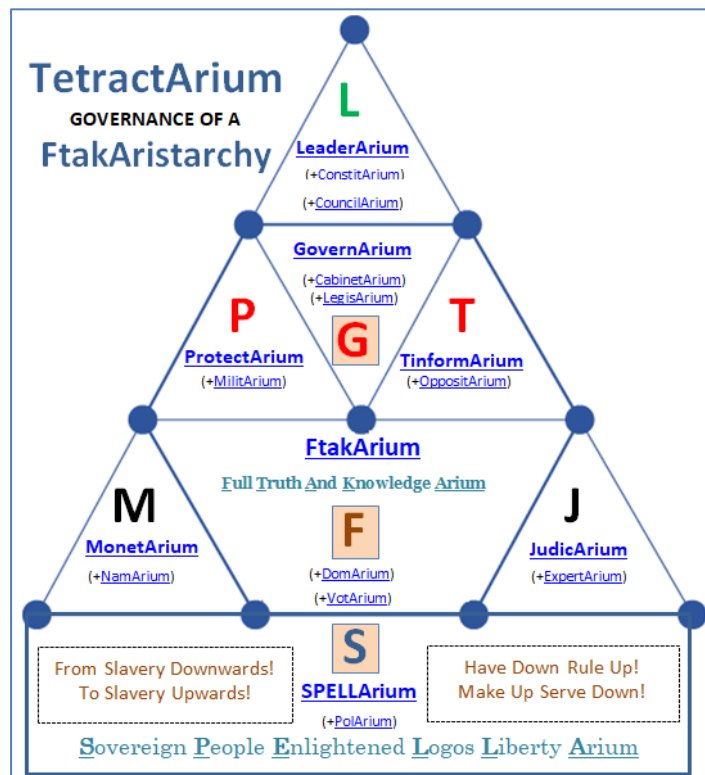 TetractArium
GOVERNANCE OF A
FtakAristarchy
L
LeaderArium
(+ConstitArium)
(+CouncilArium)
GovernArium
(+CabinetArium)
(+LegisArium)
P
G
T
ProtectArium
(+MilitArium)
TinformArium
(+OppositArium)
FtakArium
Full Truth And Knowledge Arium
M
F
J
MonetArium
(+NamArium)
(+DomArium)
(+VotArium)
JudicArium
(+ExpertArium)
S
From Slavery Downwards!
To Slavery Upwards!
SPELLArium
(+PolArium)
Have Down Rule Up!
Make Up Serve Down!
Sovereign People Enlightened Logos Liberty Arium